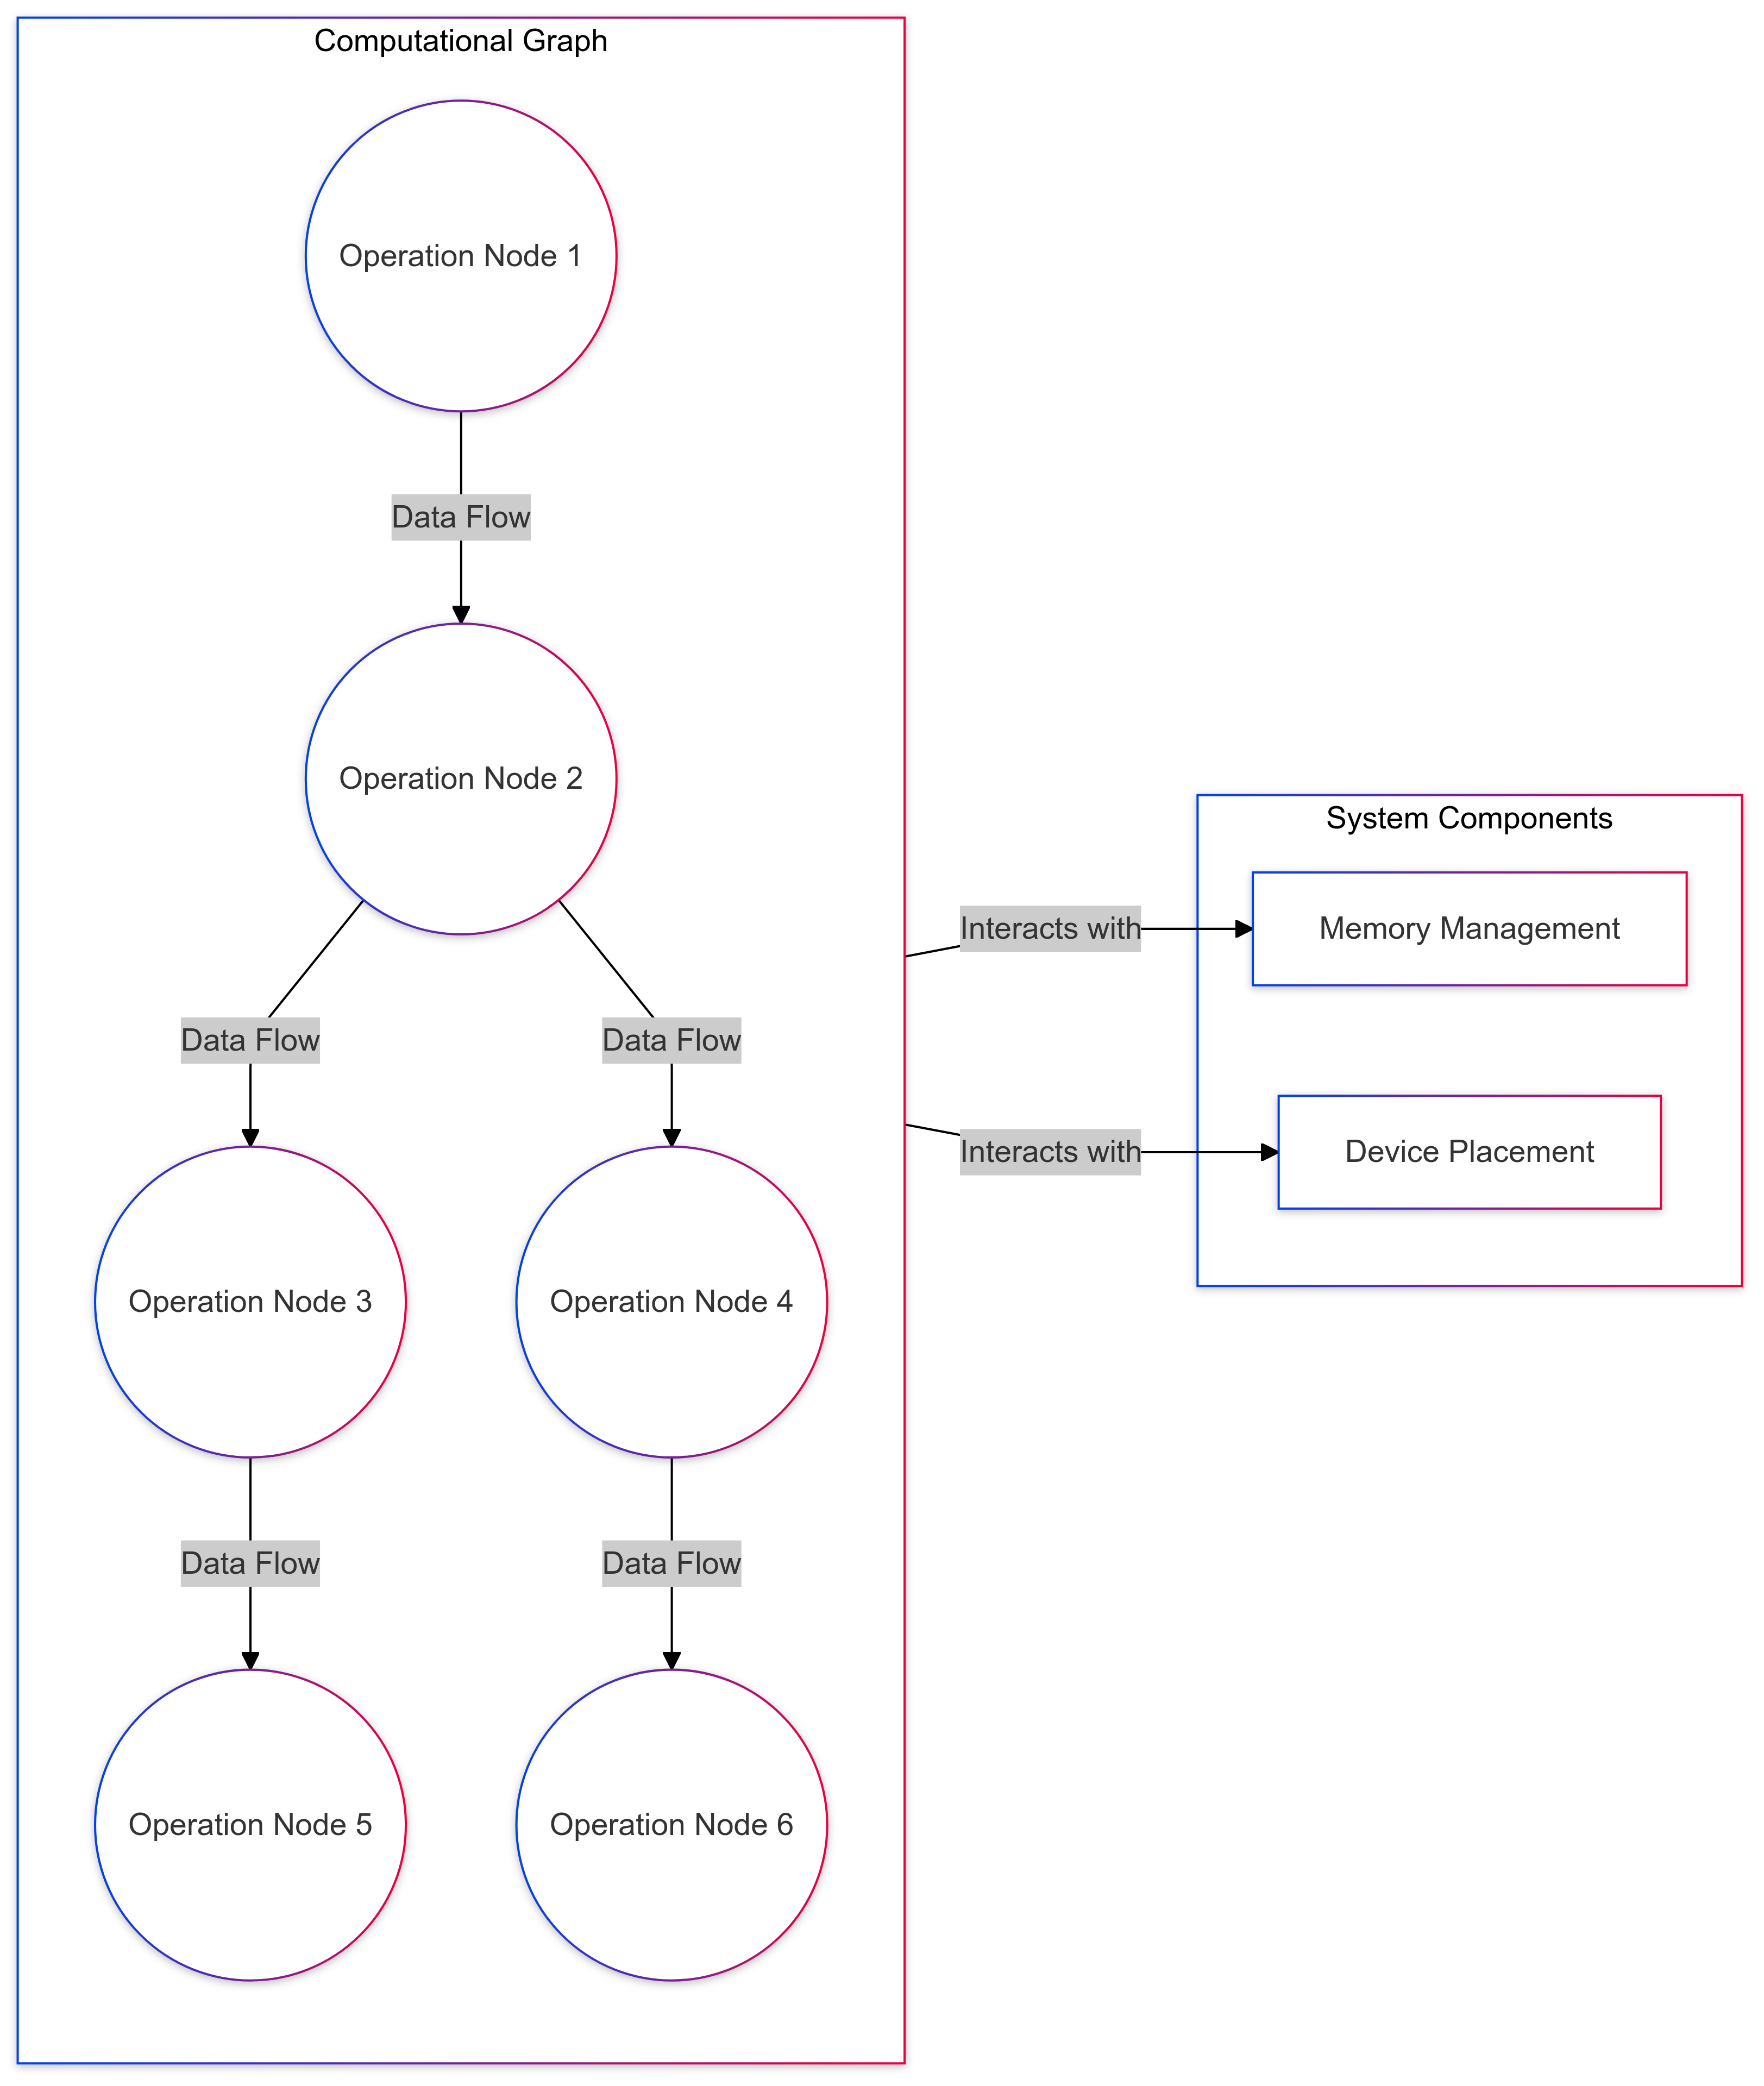 Computational Graph
Operation Node 1
Data Flow
Operation Node 2
Data Flow
Data Flow
Operation Node 3
Operation Node 4
Data Flow
Data Flow
Operation Node 5
Operation Node 6
Interacts with
Interacts with
System Components
Memory Management
Device Placement